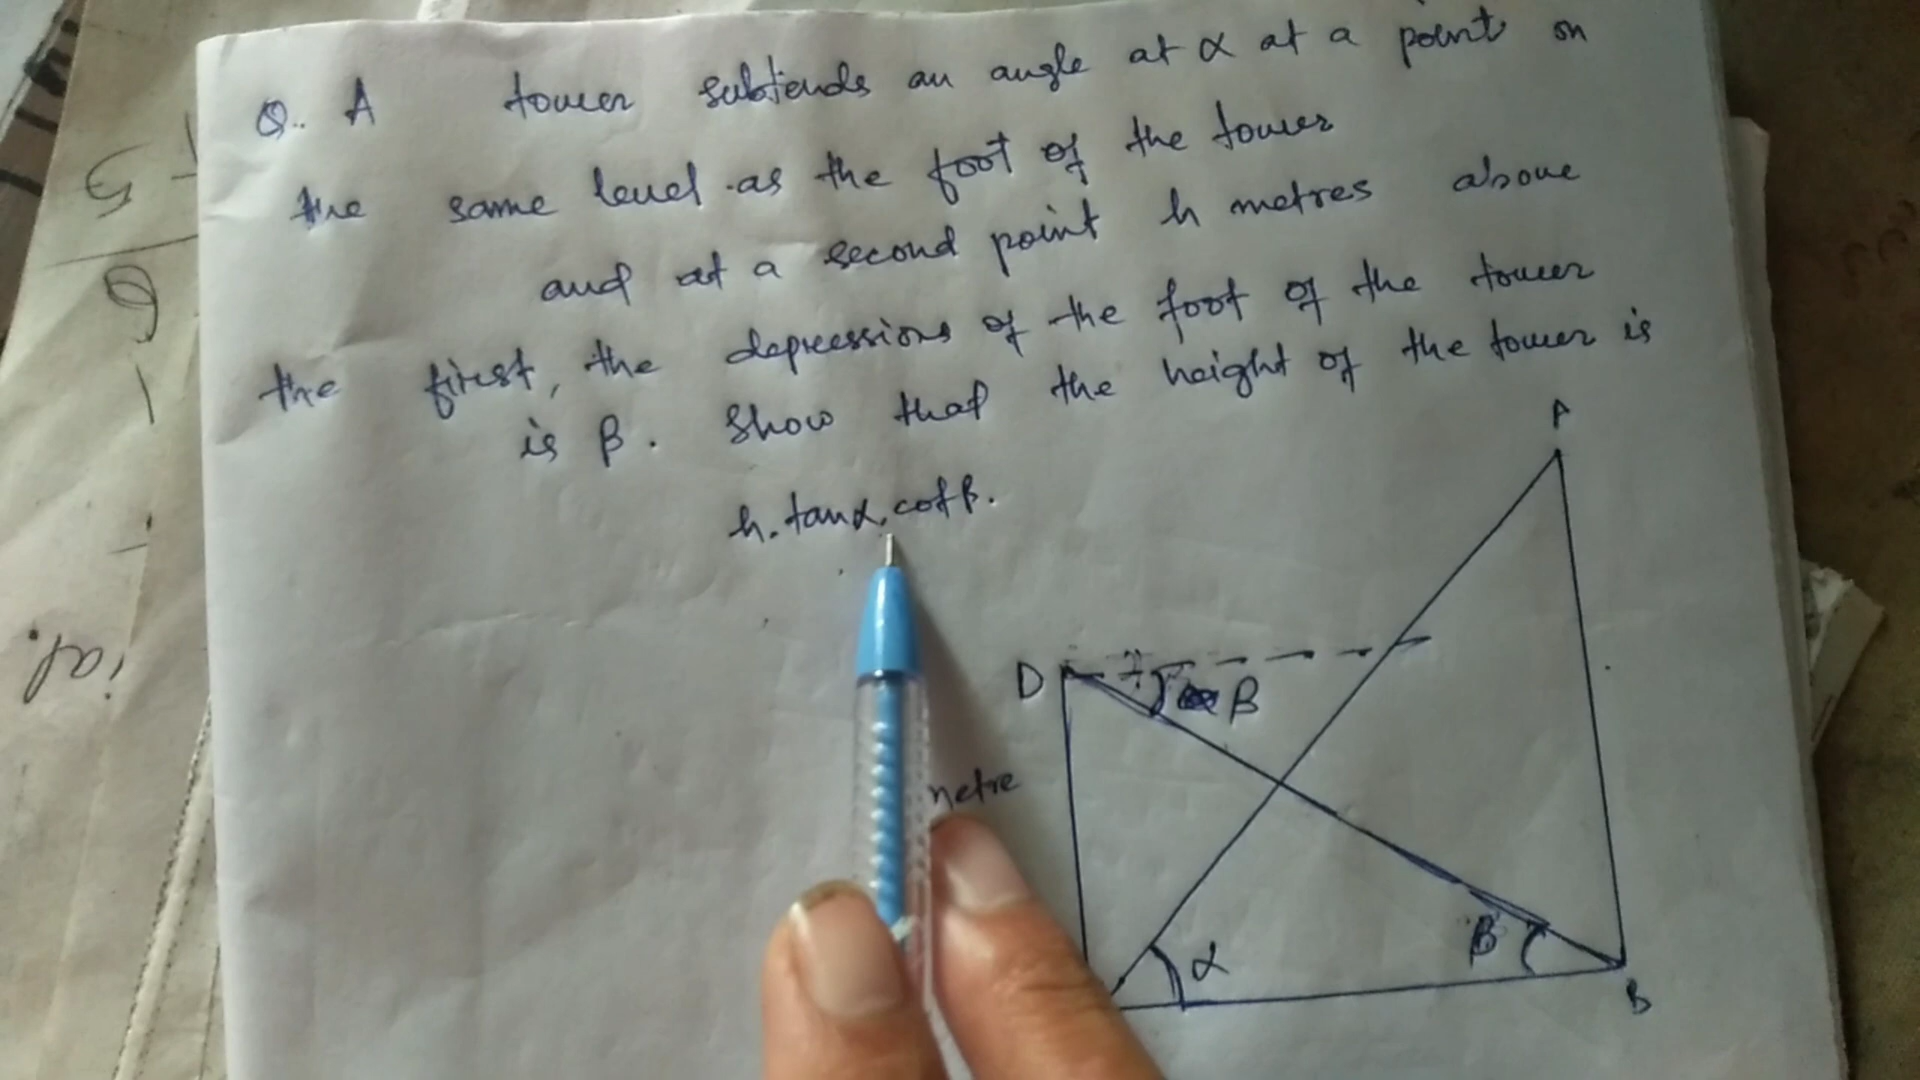 Q.. A tower subtends an angle at α at a point on
the same level as the foot of the tower
and at a second point h metres above
the first, the depressions of the foot of the tower
is β. Show that the height of the tower is
h. tanα. cotβ.
A
D
β
metre
β
α
B